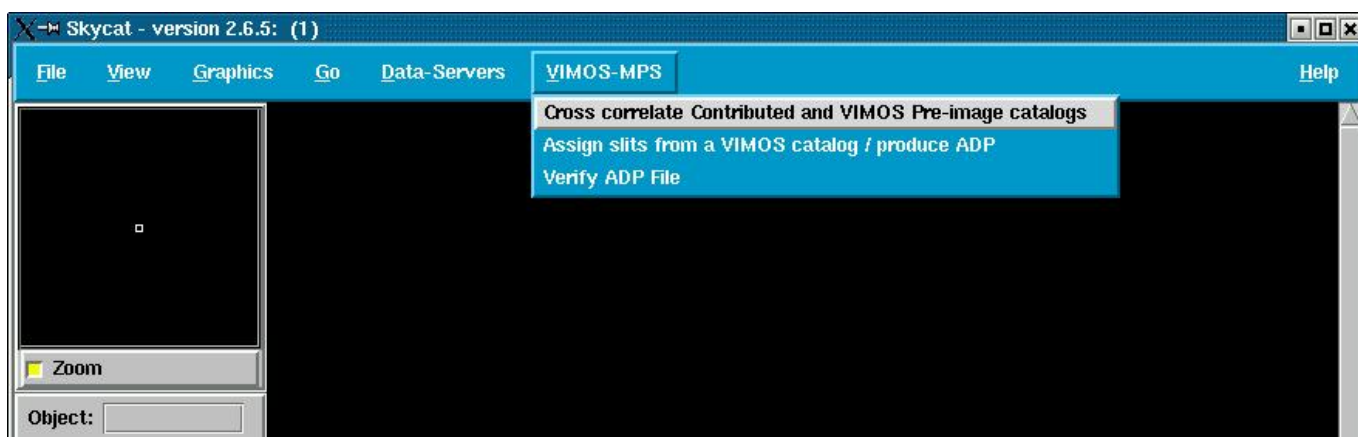 Skycat - version 2.6.5: (1)
File View Graphics Go Data-Servers VIMOS-MPS Help
Cross correlate Contributed and VIMOS Pre-image catalogs
Assign slits from a VIMOS catalog / produce ADP
Verify ADP File
Zoom
Object: